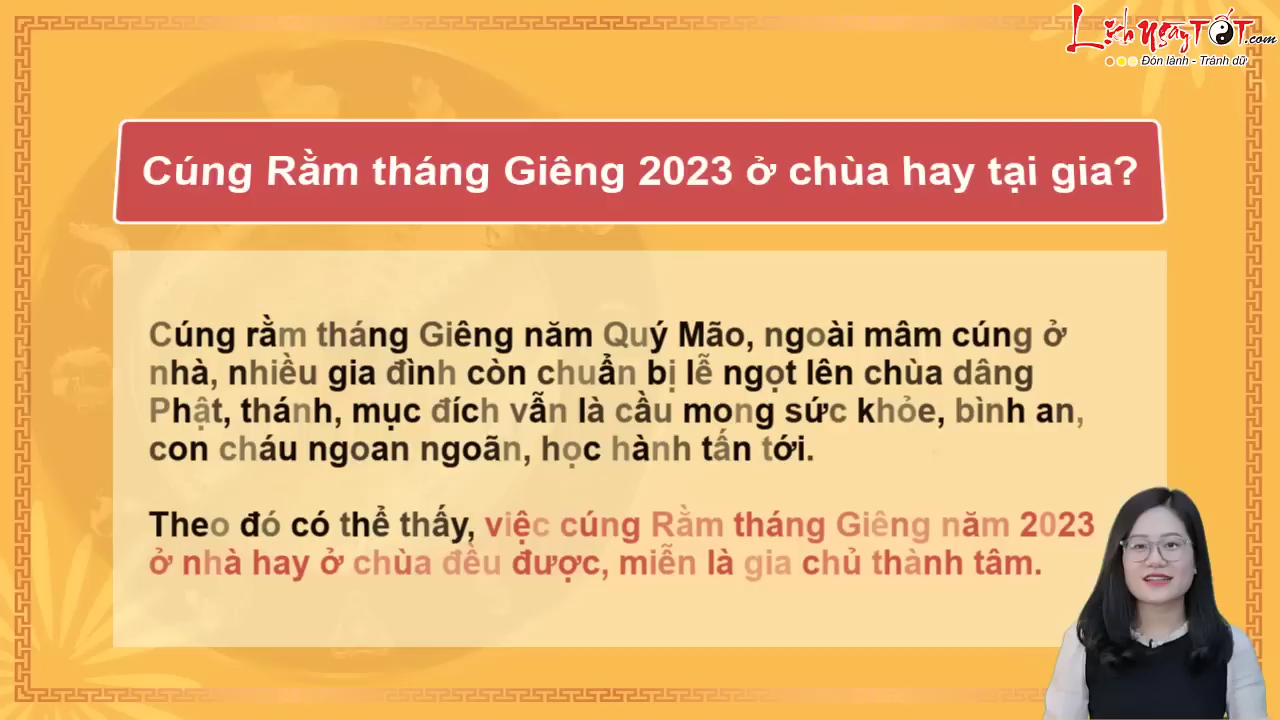 LịchNgàyTỐT.com
Đón lành - Tránh dữ
Cúng Rằm tháng Giêng 2023 ở chùa hay tại gia?
Cúng rằm tháng Giêng năm Quý Mão, ngoài mâm cúng ở
nhà, nhiều gia đình còn chuẩn bị lễ ngọt lên chùa dâng
Phật, thánh, mục đích vẫn là cầu mong sức khỏe, bình an,
con cháu ngoan ngoãn, học hành tấn tới.
Theo đó có thể thấy, việc cúng Rằm tháng Giêng năm 2023
ở nhà hay ở chùa đều được, miễn là gia chủ thành tâm.